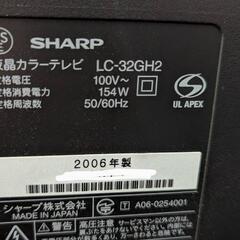 SHARP
液晶カラーテレビ LC-32GH2
定格電圧 100V~
定格消費電力 154W
定格周波数 50/60Hz
UL APEX
2006年製
シャープ株式会社
MADE IN JAPAN
T A06-0254001